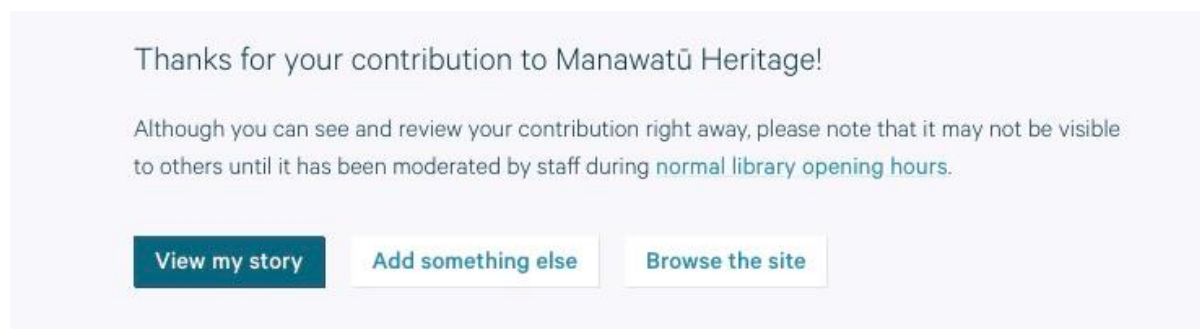 Thanks for your contribution to Manawatū Heritage!
Although you can see and review your contribution right away, please note that it may not be visible
to others until it has been moderated by staff during normal library opening hours.
View my story Add something else Browse the site